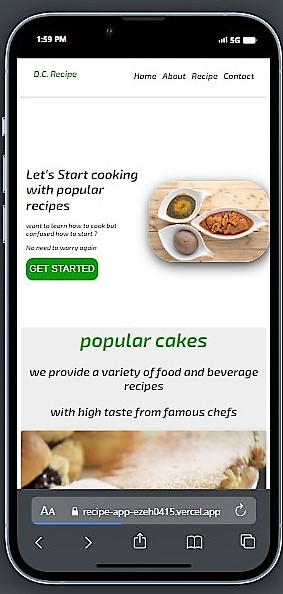 1:59 PM
5G
D.C. Recipe
Home About Recipe Contact
Let's Start cooking
with popular
recipes
want to learn how to cook but
confused how to start ?
No need to worry again
GET STARTED
popular cakes
we provide a variety of food and beverage
recipes
with high taste from famous chefs
AA recipe-app-ezeh0415.vercel.app